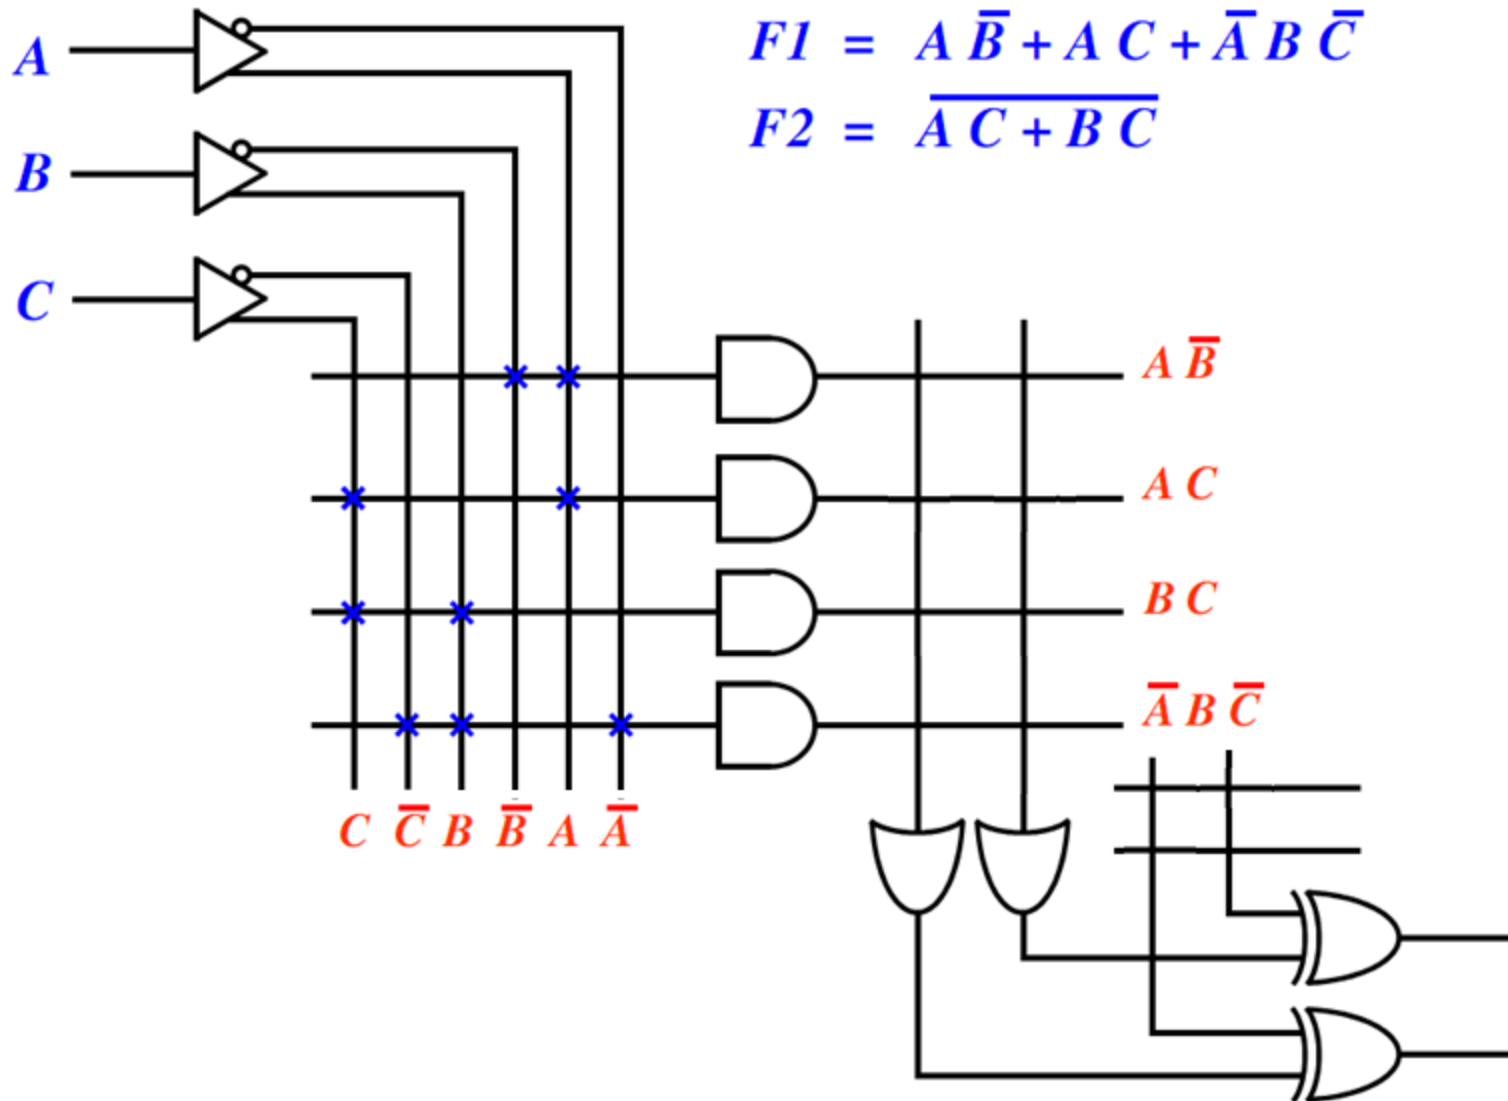 F1 = A B̅ + A C + A̅ B C̅
F2 = A̅ ̅C̅ ̅+̅ ̅B̅ ̅C̅
A
B
C
A B̅
A C
B C
A̅ B C̅
C C̅ B B̅ A A̅